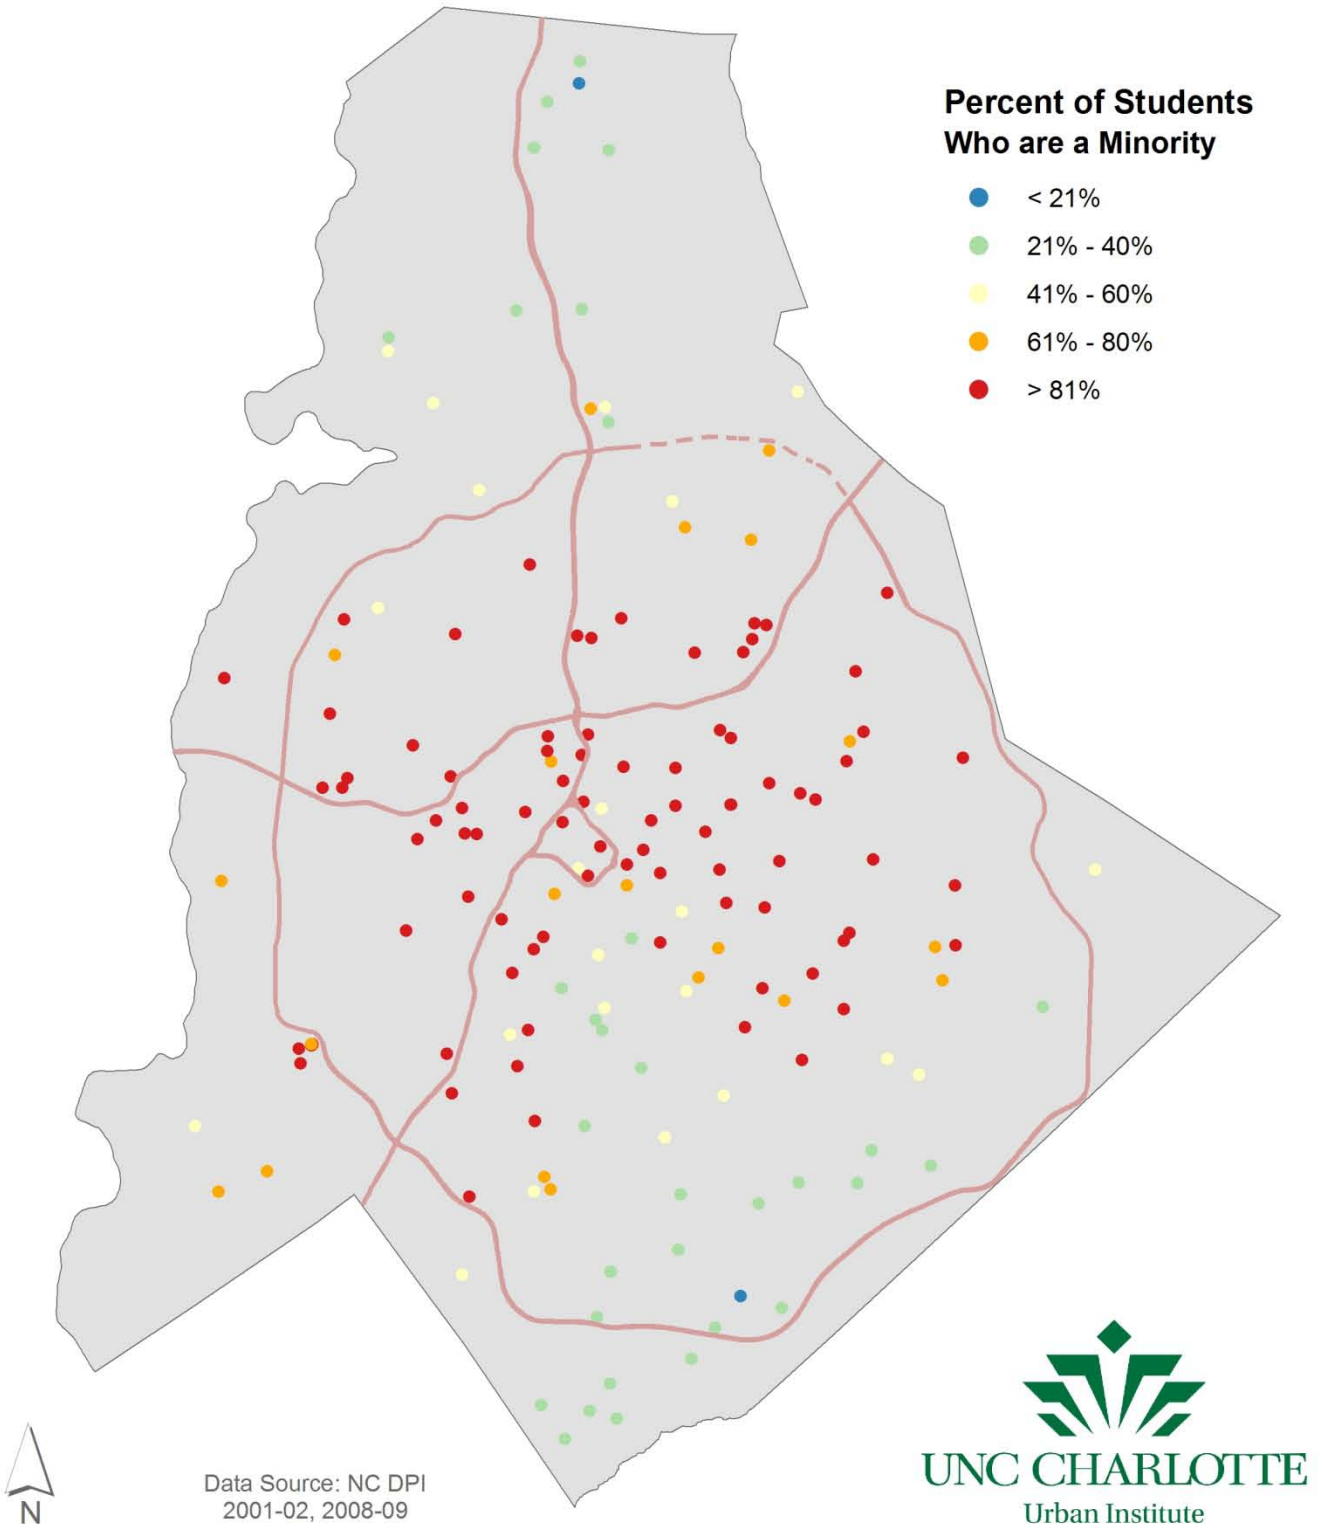 Percent of Students
Who are a Minority
< 21%
21% - 40%
41% - 60%
61% - 80%
> 81%
N
Data Source: NC DPI
2001-02, 2008-09
UNC CHARLOTTE
Urban Institute